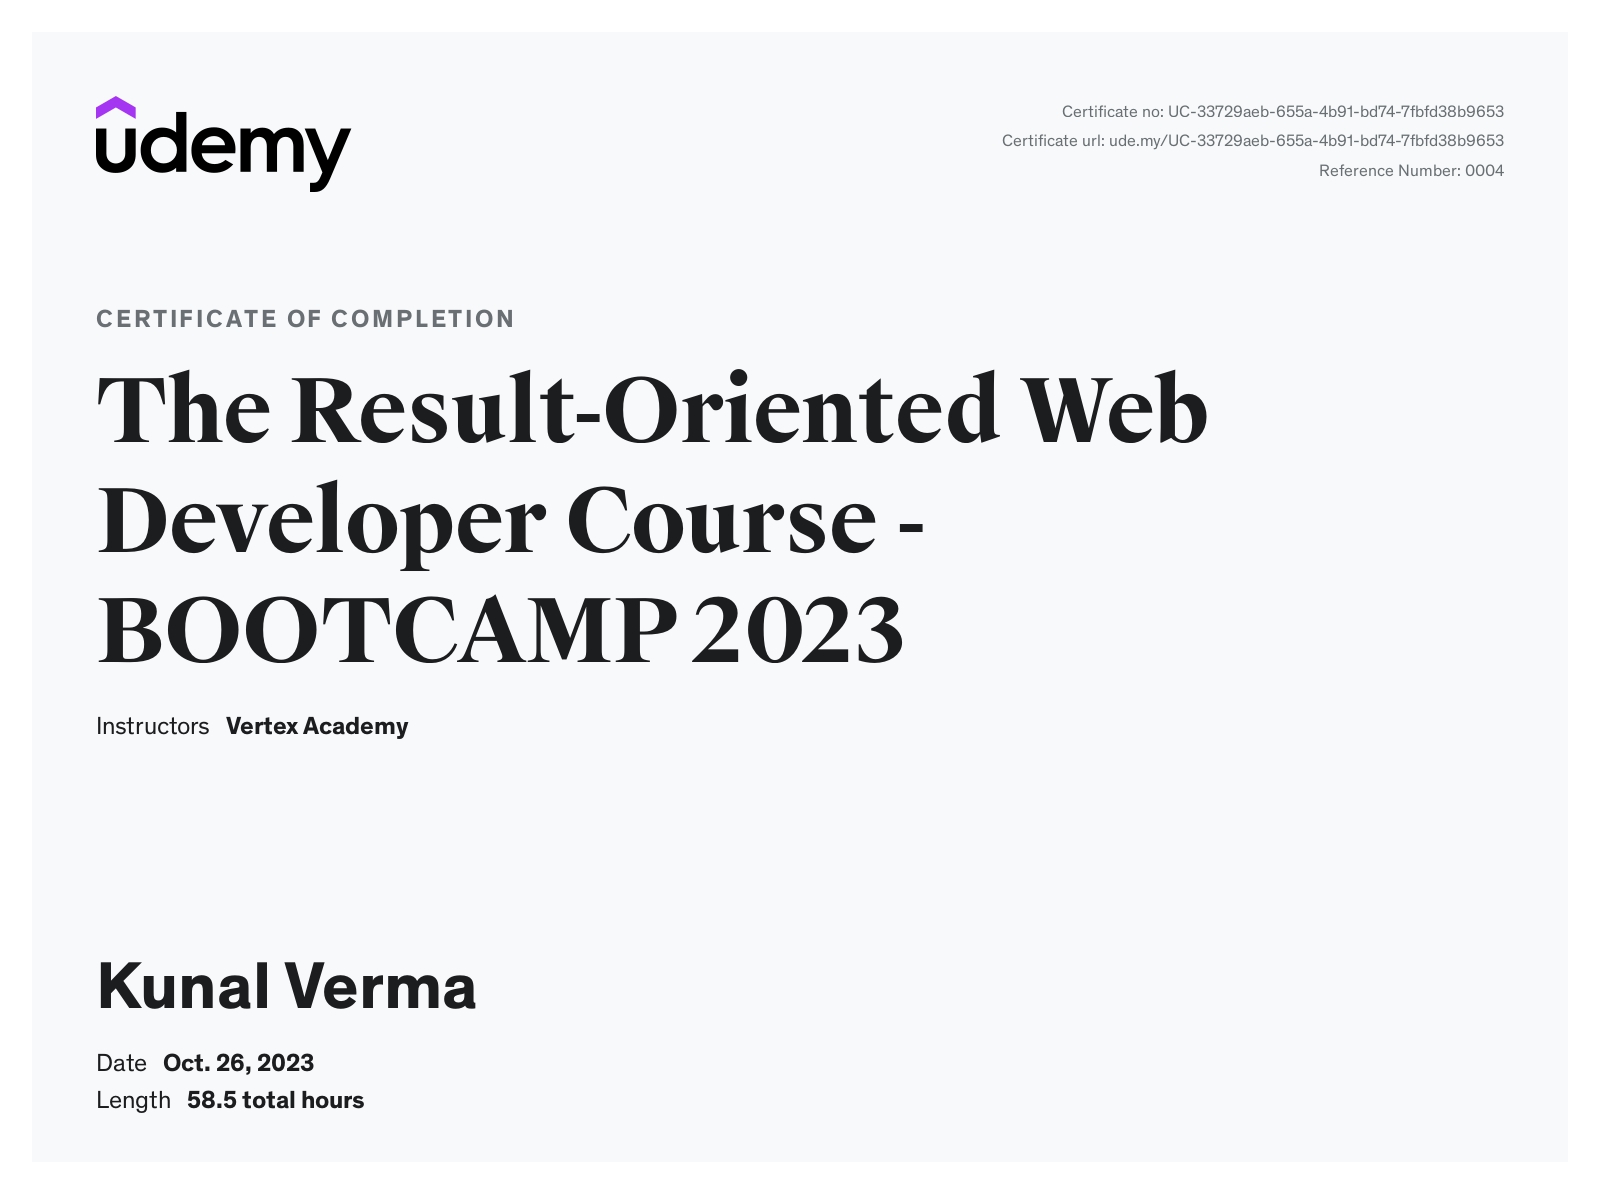 udemy
Certificate no: UC-33729aeb-655a-4b91-bd74-7fbfd38b9653
Certificate url: ude.my/UC-33729aeb-655a-4b91-bd74-7fbfd38b9653
Reference Number: 0004
CERTIFICATE OF COMPLETION
The Result-Oriented Web
Developer Course -
BOOTCAMP 2023
Instructors Vertex Academy
Kunal Verma
Date Oct. 26, 2023
Length 58.5 total hours